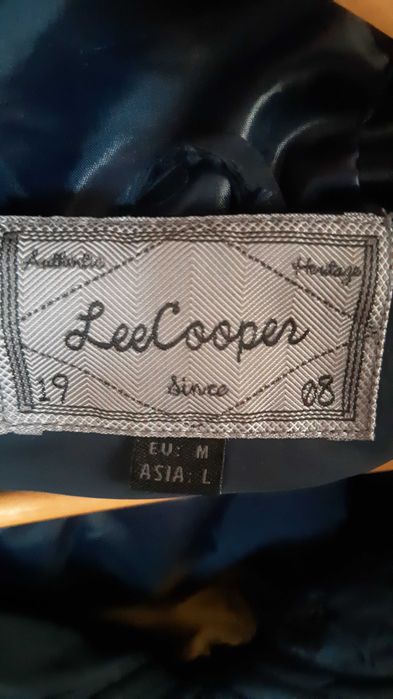 Authentic Heritage
LeeCooper
19 Since 08
EU: M
ASIA: L